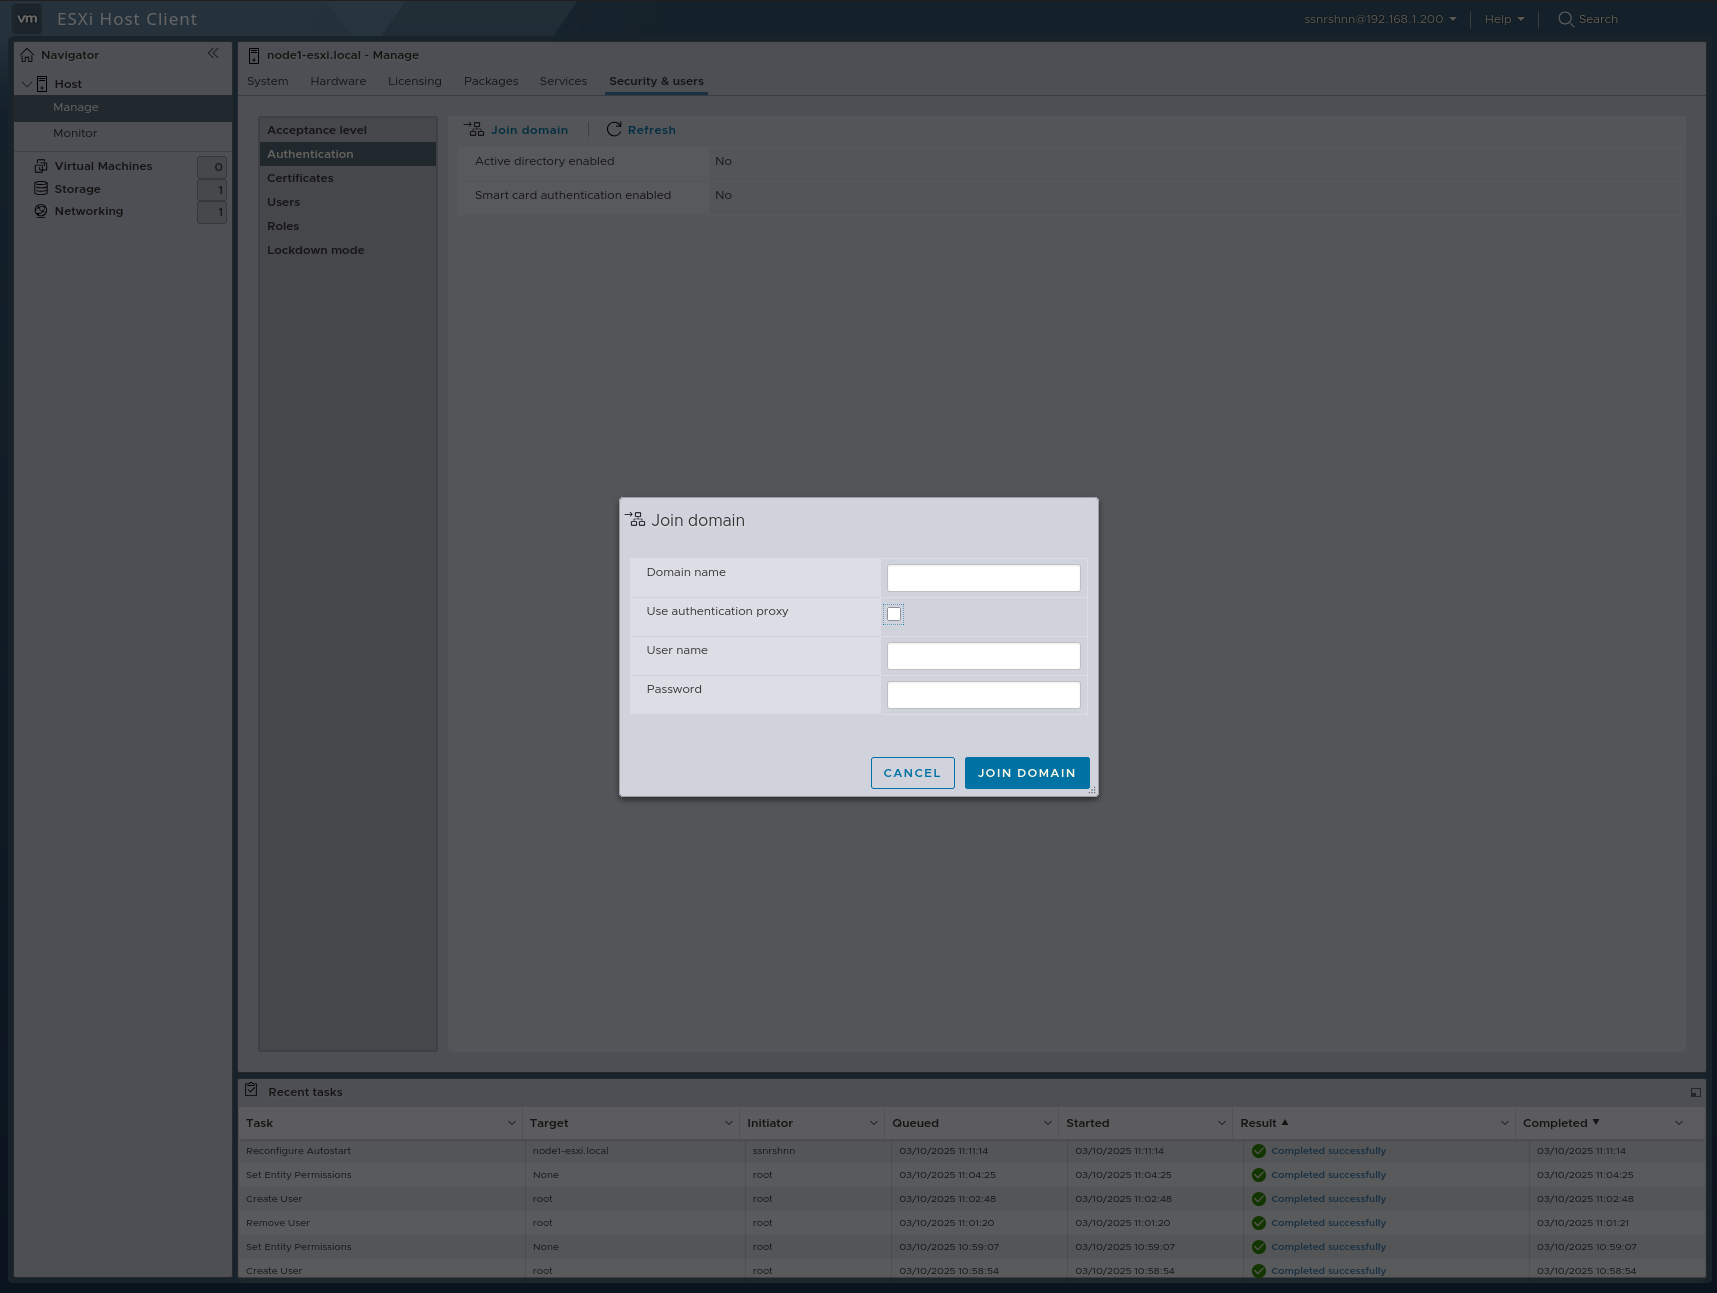 vm ESXi Host Client
ssnrshnn@192.168.1.200 Help Search
Navigator
Host
Manage
Monitor
Virtual Machines 0
Storage 1
Networking 1
node1-esxi.local - Manage
System Hardware Licensing Packages Services Security & users
Acceptance level
Authentication
Certificates
Users
Roles
Lockdown mode
Join domain Refresh
Active directory enabled No
Smart card authentication enabled No
Join domain
Domain name
Use authentication proxy
User name
Password
CANCEL JOIN DOMAIN
Recent tasks
Task Target Initiator Queued Started Result Completed
Reconfigure Autostart node1-esxi.local ssnrshnn 03/10/2025 11:11:14 03/10/2025 11:11:14 Completed successfully 03/10/2025 11:11:14
Set Entity Permissions None root 03/10/2025 11:04:25 03/10/2025 11:04:25 Completed successfully 03/10/2025 11:04:25
Create User root root 03/10/2025 11:02:48 03/10/2025 11:02:48 Completed successfully 03/10/2025 11:02:48
Remove User root root 03/10/2025 11:01:20 03/10/2025 11:01:20 Completed successfully 03/10/2025 11:01:21
Set Entity Permissions None root 03/10/2025 10:59:07 03/10/2025 10:59:07 Completed successfully 03/10/2025 10:59:07
Create User root root 03/10/2025 10:58:54 03/10/2025 10:58:54 Completed successfully 03/10/2025 10:58:54